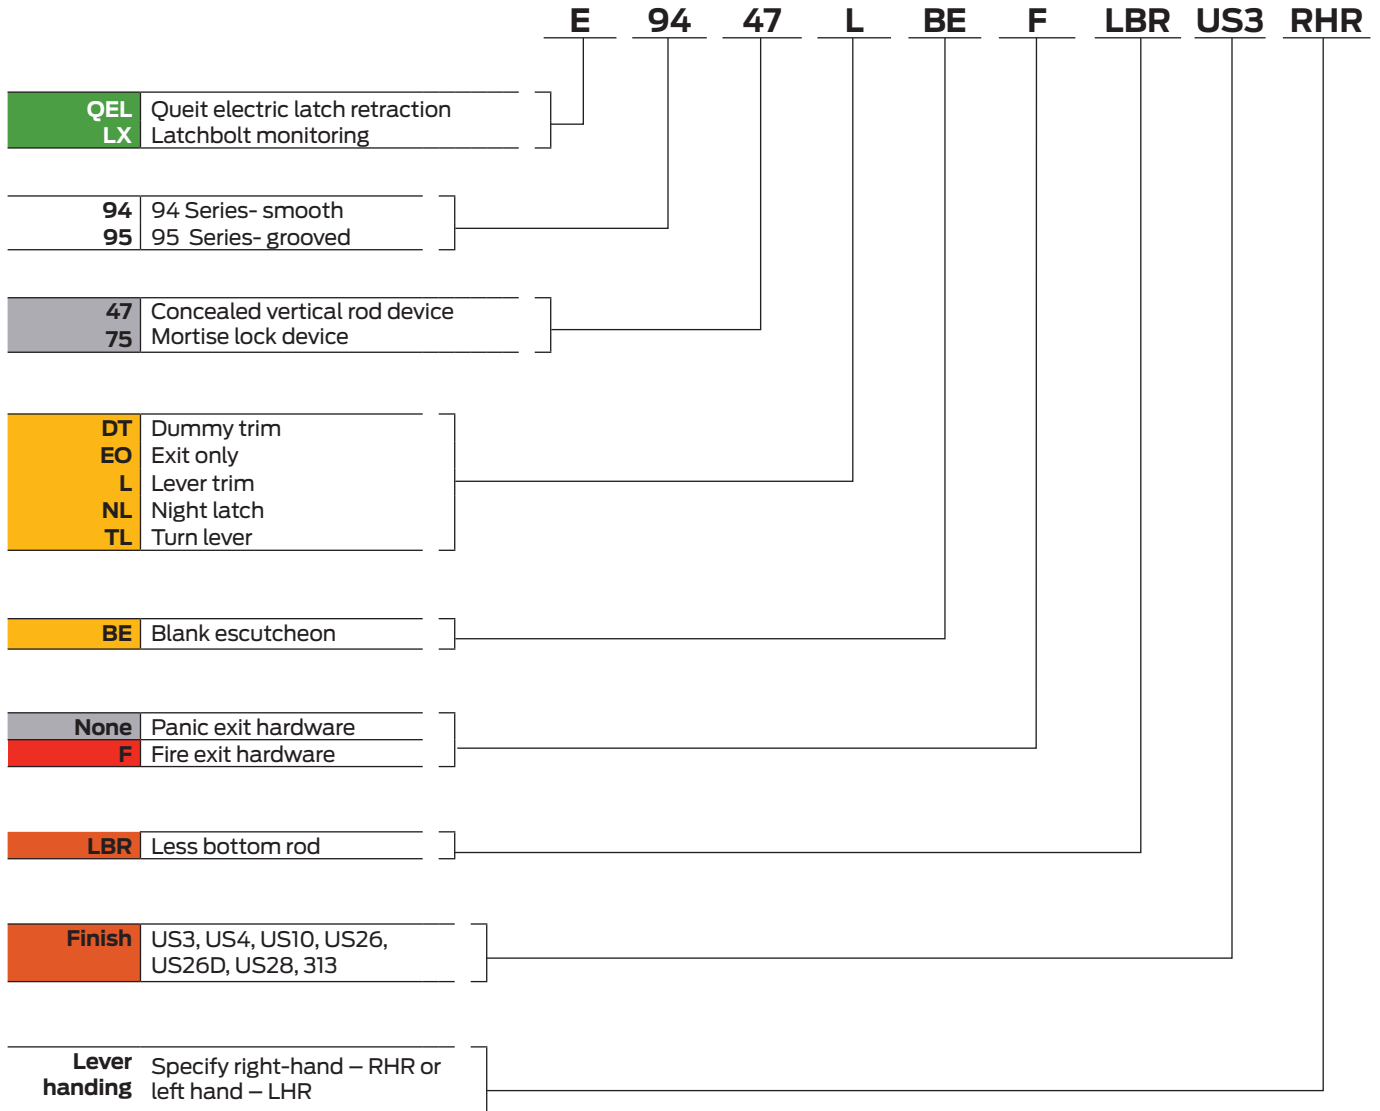 E 94 47 L BE F LBR US3 RHR
QEL Queit electric latch retraction
LX Latchbolt monitoring
94 94 Series- smooth
95 95 Series- grooved
47 Concealed vertical rod device
75 Mortise lock device
DT Dummy trim
EO Exit only
L Lever trim
NL Night latch
TL Turn lever
BE Blank escutcheon
None Panic exit hardware
F Fire exit hardware
LBR Less bottom rod
Finish US3, US4, US10, US26,
US26D, US28, 313
Lever Specify right-hand – RHR or
handing left hand – LHR